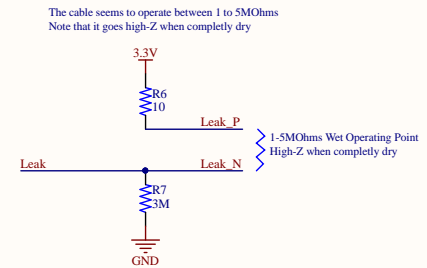 The cable seems to operate between 1 to 5MOhms
Note that it goes high-Z when completly dry
3.3V
R6
10
Leak_P
1-5MOhms Wet Operating Point
High-Z when completly dry
Leak
Leak_N
R7
3M
GND